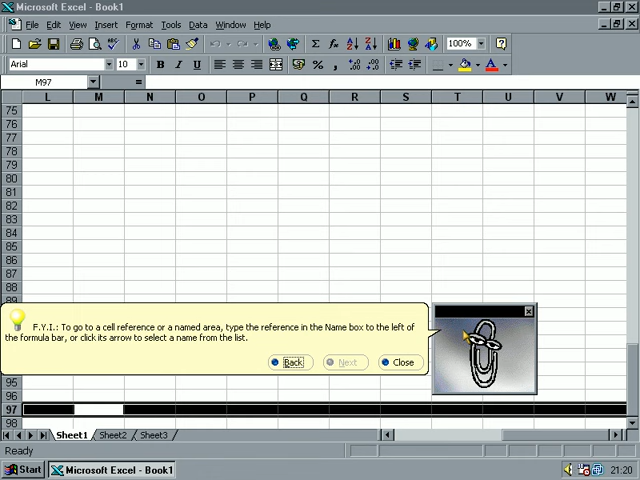 Microsoft Excel - Book1
File Edit View Insert Format Tools Data Window Help
100%
Arial 10 B I U
M97 =
L M N O P Q R S T U V W
75
76
77
78
79
80
81
82
83
84
85
86
87
88
89
F.Y.I.: To go to a cell reference or a named area, type the reference in the Name box to the left of
the formula bar, or click its arrow to select a name from the list.
Back Next Close
95
96
97
98
Sheet1 Sheet2 Sheet3
Ready
Start Microsoft Excel - Book1 21:20